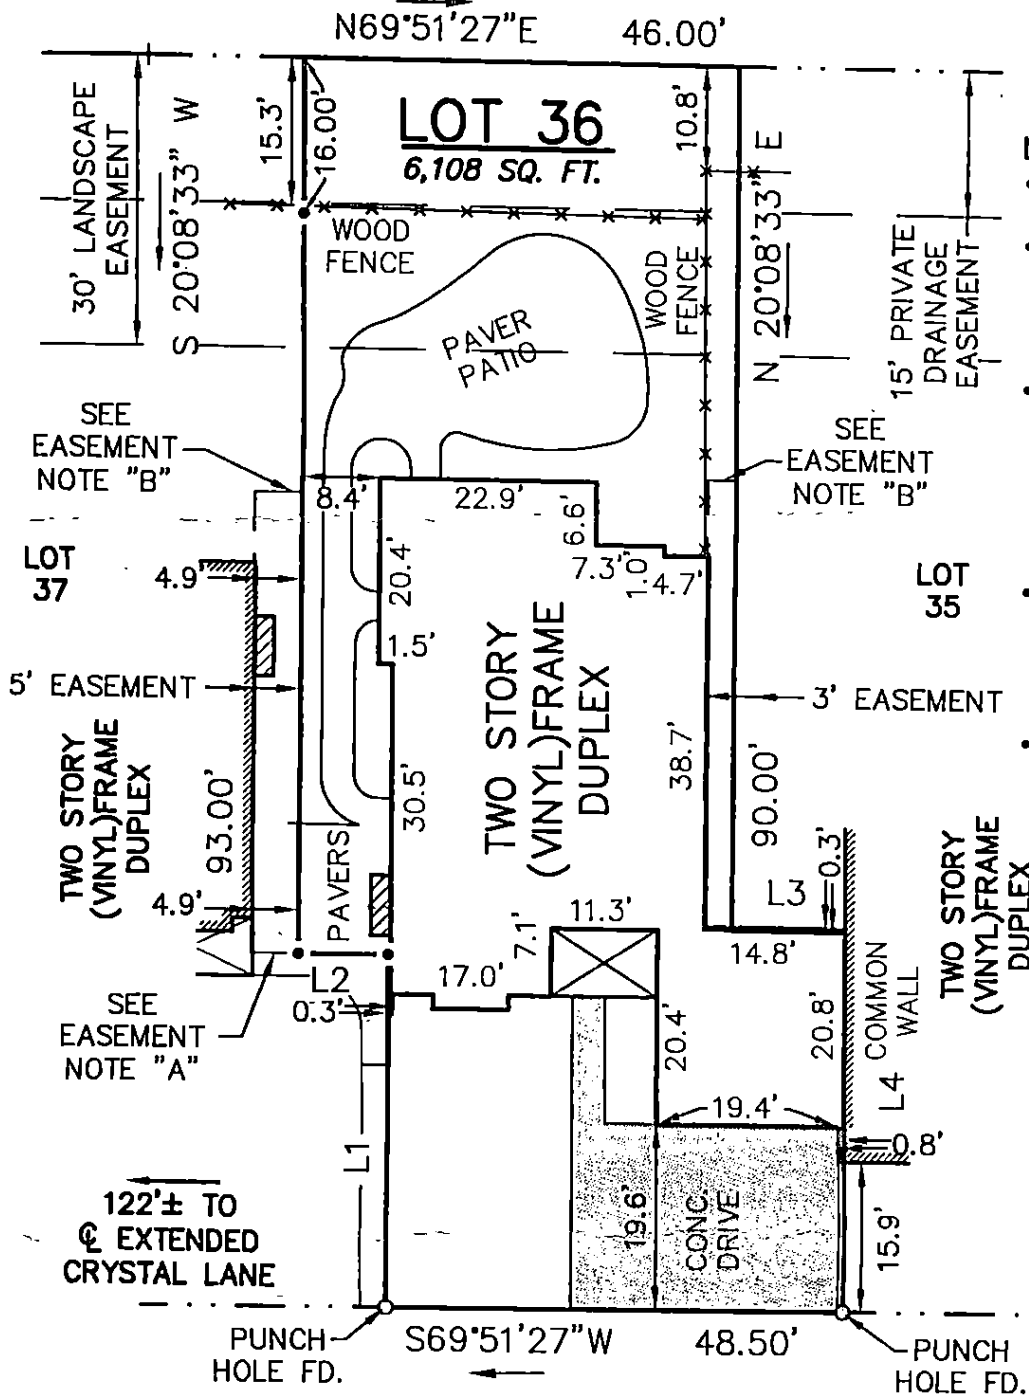 N69°51'27"E 46.00'
30' LANDSCAPE
EASEMENT
S 20°08'33" W
15.3'
16.00'
LOT 36
6,108 SQ. FT.
10.8'
N 20°08'33" E
15' PRIVATE
DRAINAGE
EASEMENT
WOOD
FENCE
WOOD
FENCE
PAVER
PATIO
SEE
EASEMENT
NOTE "B"
SEE
EASEMENT
NOTE "B"
8.4'
22.9'
6.6'
7.3'
1.0'
4.7'
LOT
37
4.9'
20.4'
1.5'
LOT
35
5' EASEMENT
3' EASEMENT
TWO STORY
(VINYL)FRAME
DUPLEX
93.00'
30.5'
TWO STORY
(VINYL)FRAME
DUPLEX
38.7'
90.00'
TWO STORY
(VINYL)FRAME
DUPLEX
4.9'
PAVERS
11.3'
7.1'
L3
0.3'
14.8'
L2
17.0'
0.3'
SEE
EASEMENT
NOTE "A"
20.4'
20.8'
COMMON
WALL
L4
L1
19.4'
0.8'
122'± TO
℄ EXTENDED
CRYSTAL LANE
19.6'
CONC.
DRIVE
15.9'
PUNCH
HOLE FD.
S69°51'27"W 48.50'
PUNCH
HOLE FD.